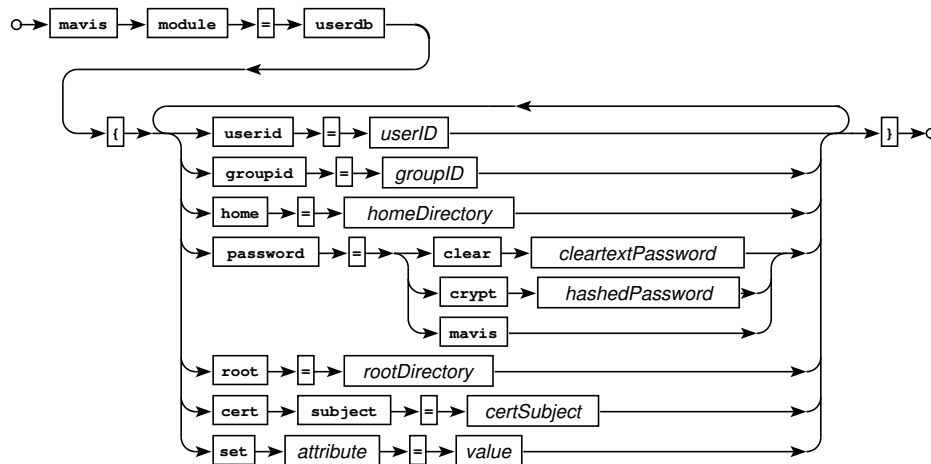 mavis module = userdb
{ userid = userID }
groupid = groupID
home = homeDirectory
password = clear cleartextPassword
crypt hashedPassword
mavis
root = rootDirectory
cert subject = certSubject
set attribute = value